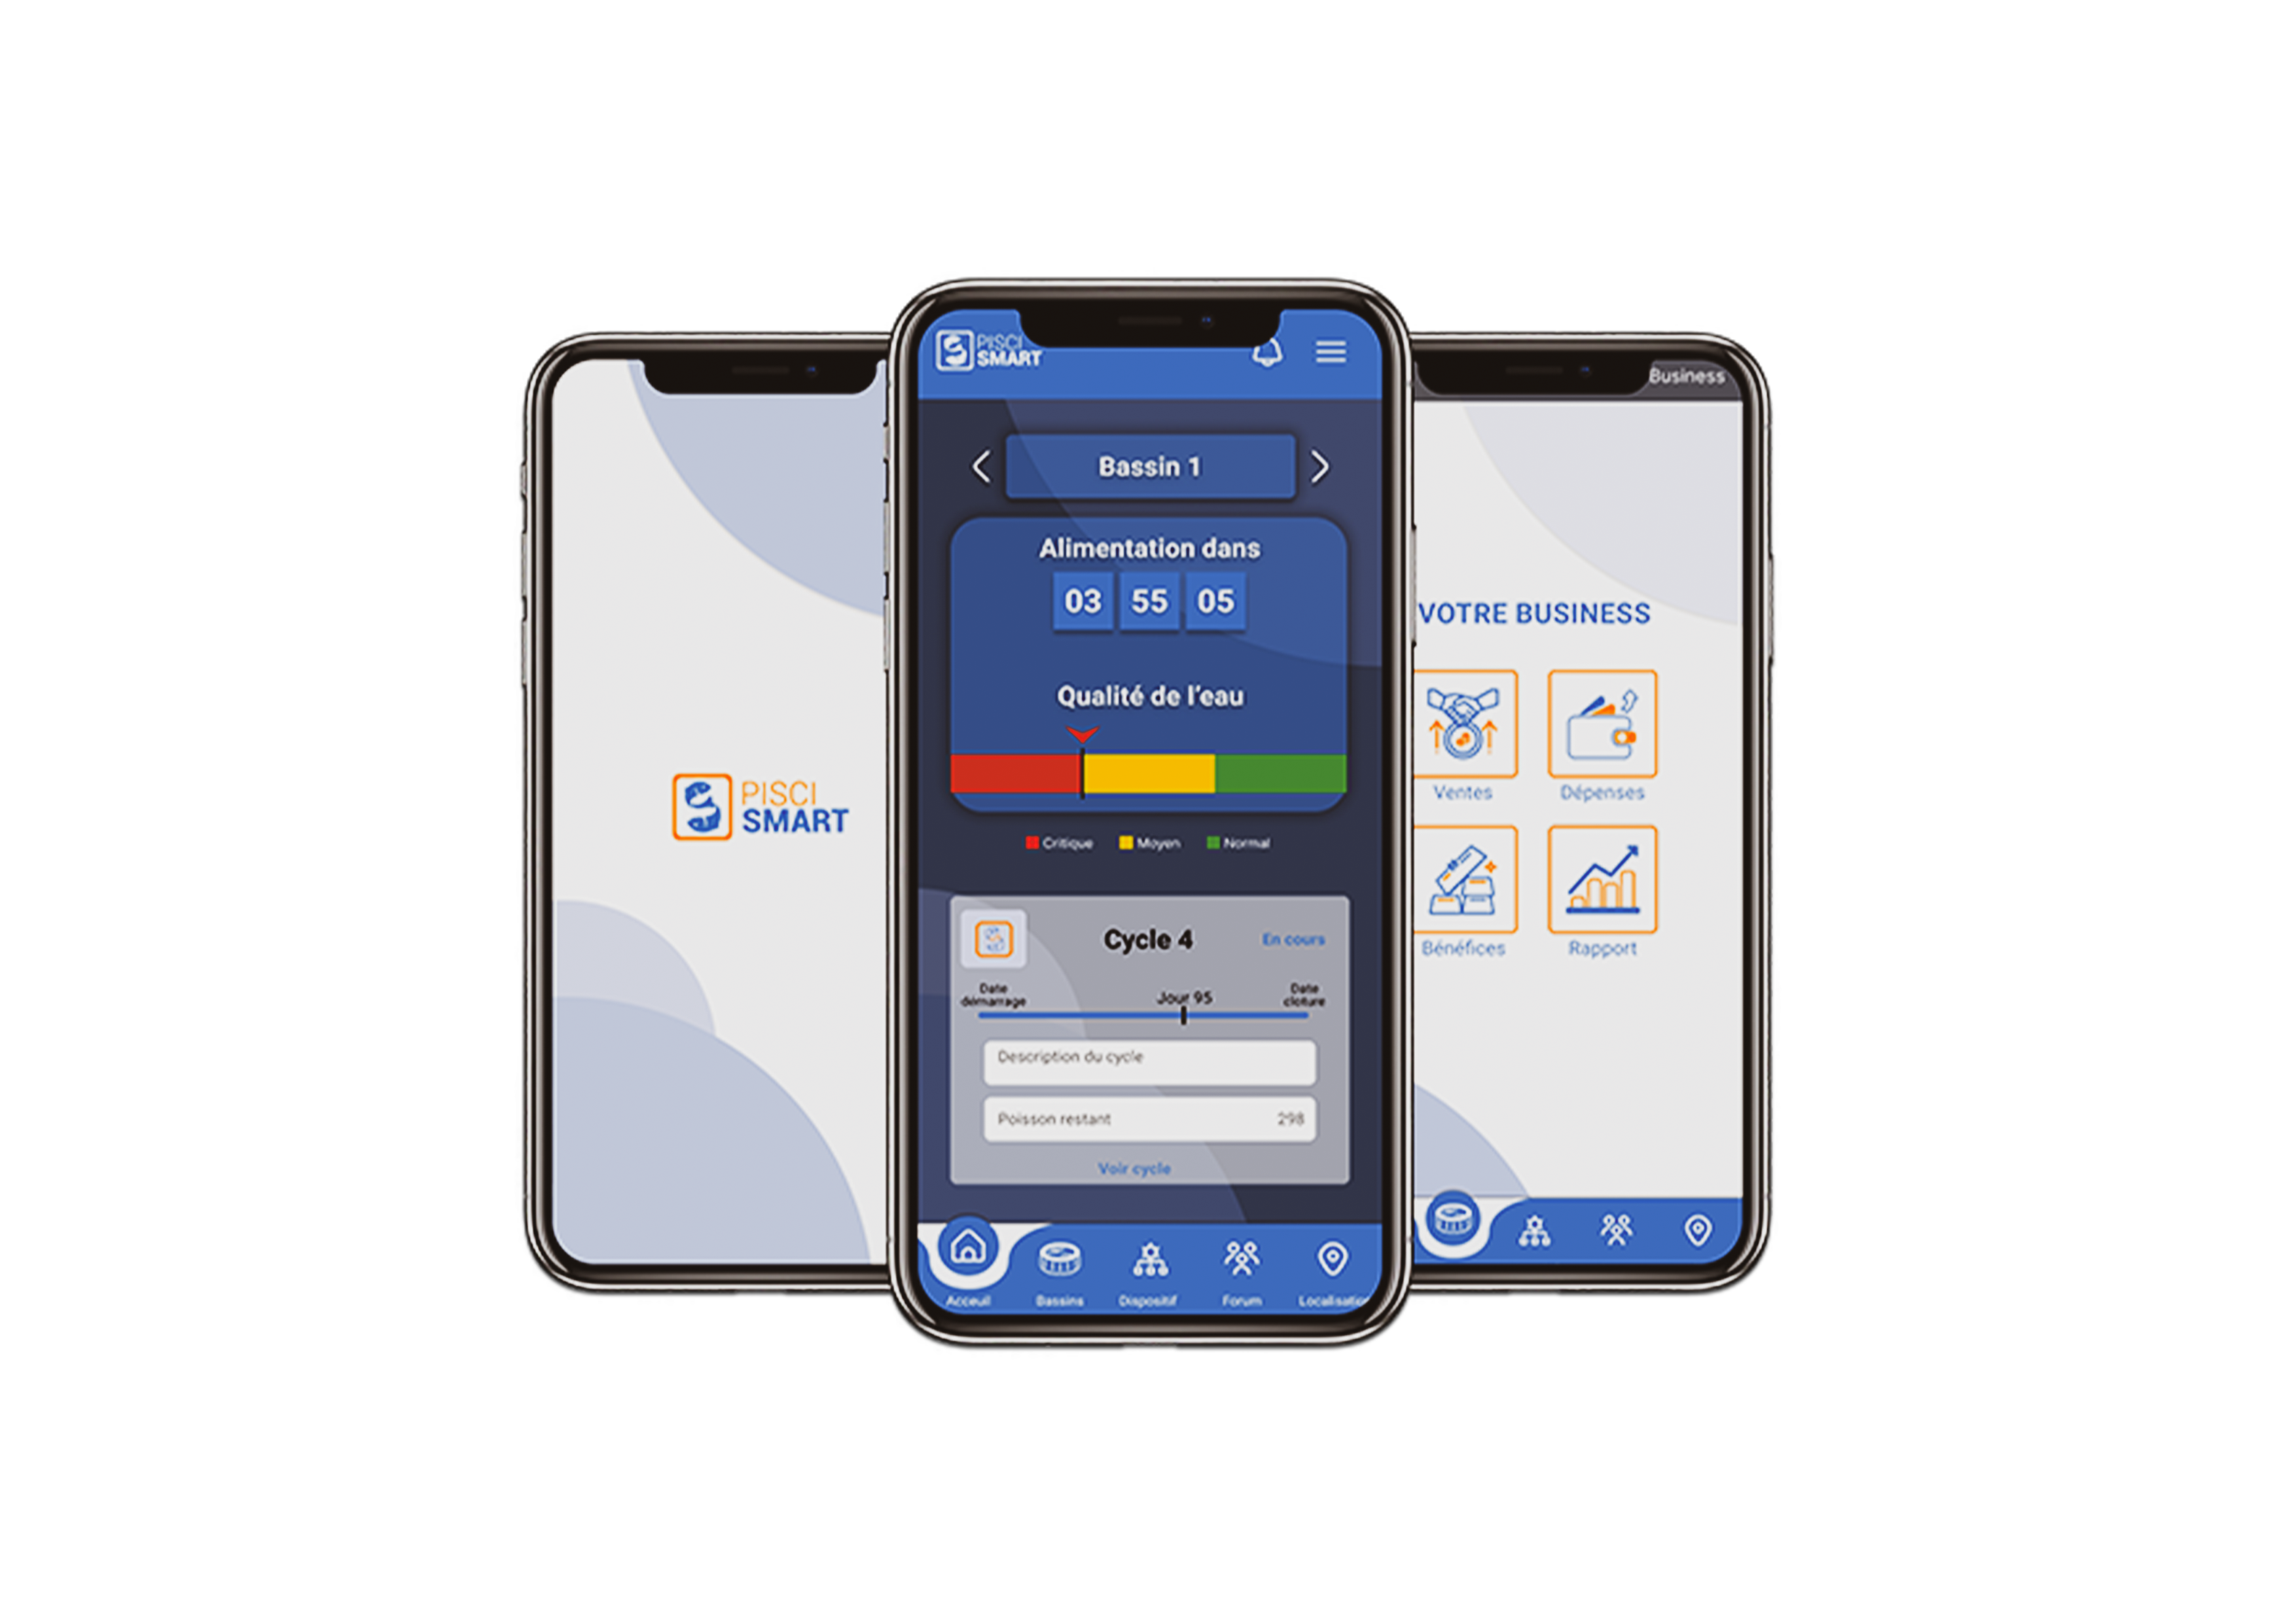 PISCI
SMART
PISCI
SMART
Bassin 1
Alimentation dans
03 55 05
Qualité de l'eau
Critique Moyen Normal
Cycle 4
En cours
Date
démarrage
Jour 95
Date
cloture
Description du cycle
Poisson restant 298
Voir cycle
Acceuil Bassins Dispositif Forum Localisation
Business
VOTRE BUSINESS
Ventes Dépenses
Bénéfices Rapport